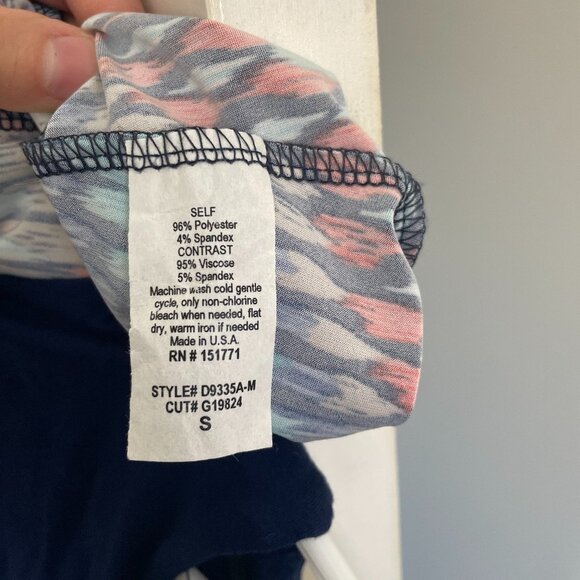 SELF
96% Polyester
4% Spandex
CONTRAST
95% Viscose
5% Spandex
Machine wash cold gentle
cycle, only non-chlorine
bleach when needed, flat
dry, warm iron if needed
Made in U.S.A.
RN # 151771
STYLE# D9335A-M
CUT# G19824
S